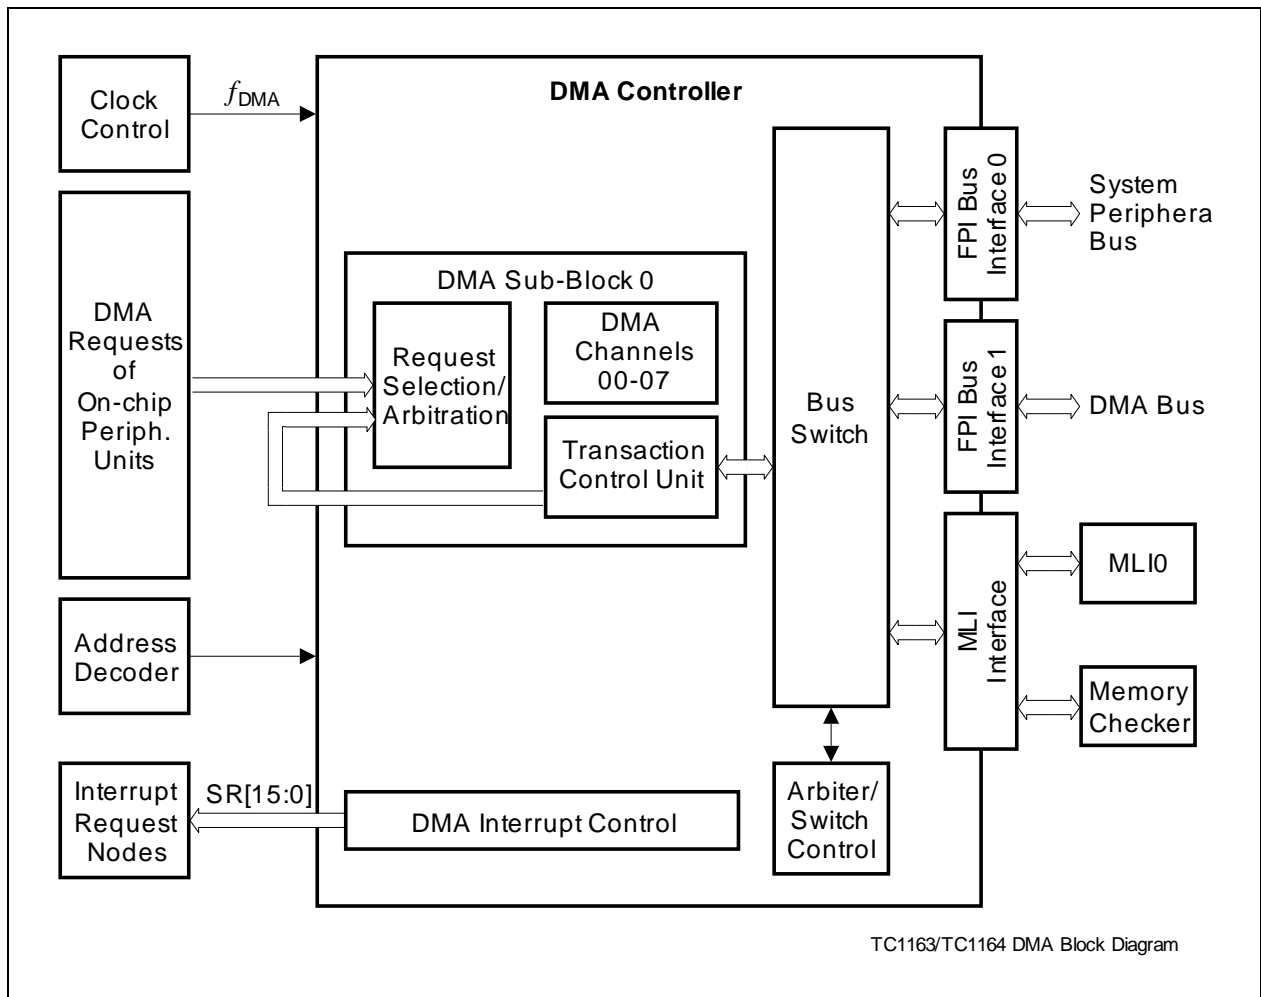 Clock
Control
fDMA
DMA Controller
DMA
Requests
of
On-chip
Periph.
Units
DMA Sub-Block 0
Request
Selection/
Arbitration
DMA
Channels
00-07
Transaction
Control Unit
Bus
Switch
FPI Bus
Interface 0
System
Periphera
Bus
FPI Bus
Interface 1
DMA Bus
MLI
Interface
MLI0
Memory
Checker
Address
Decoder
Interrupt
Request
Nodes
SR[15:0]
DMA Interrupt Control
Arbiter/
Switch
Control
TC1163/TC1164 DMA Block Diagram